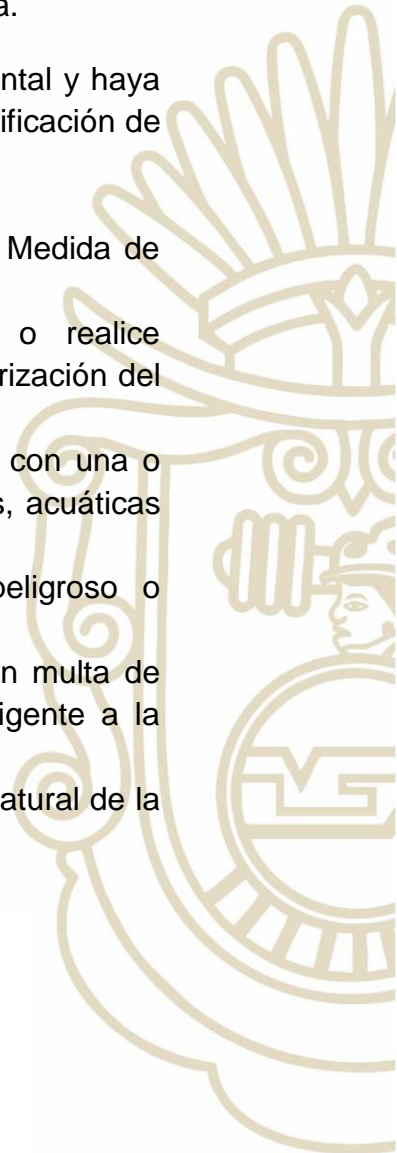 a.
ntal y haya
ificación de
Medida de
o realice
rización del
con una o
s, acuáticas
peligroso o
n multa de
igente a la
atural de la